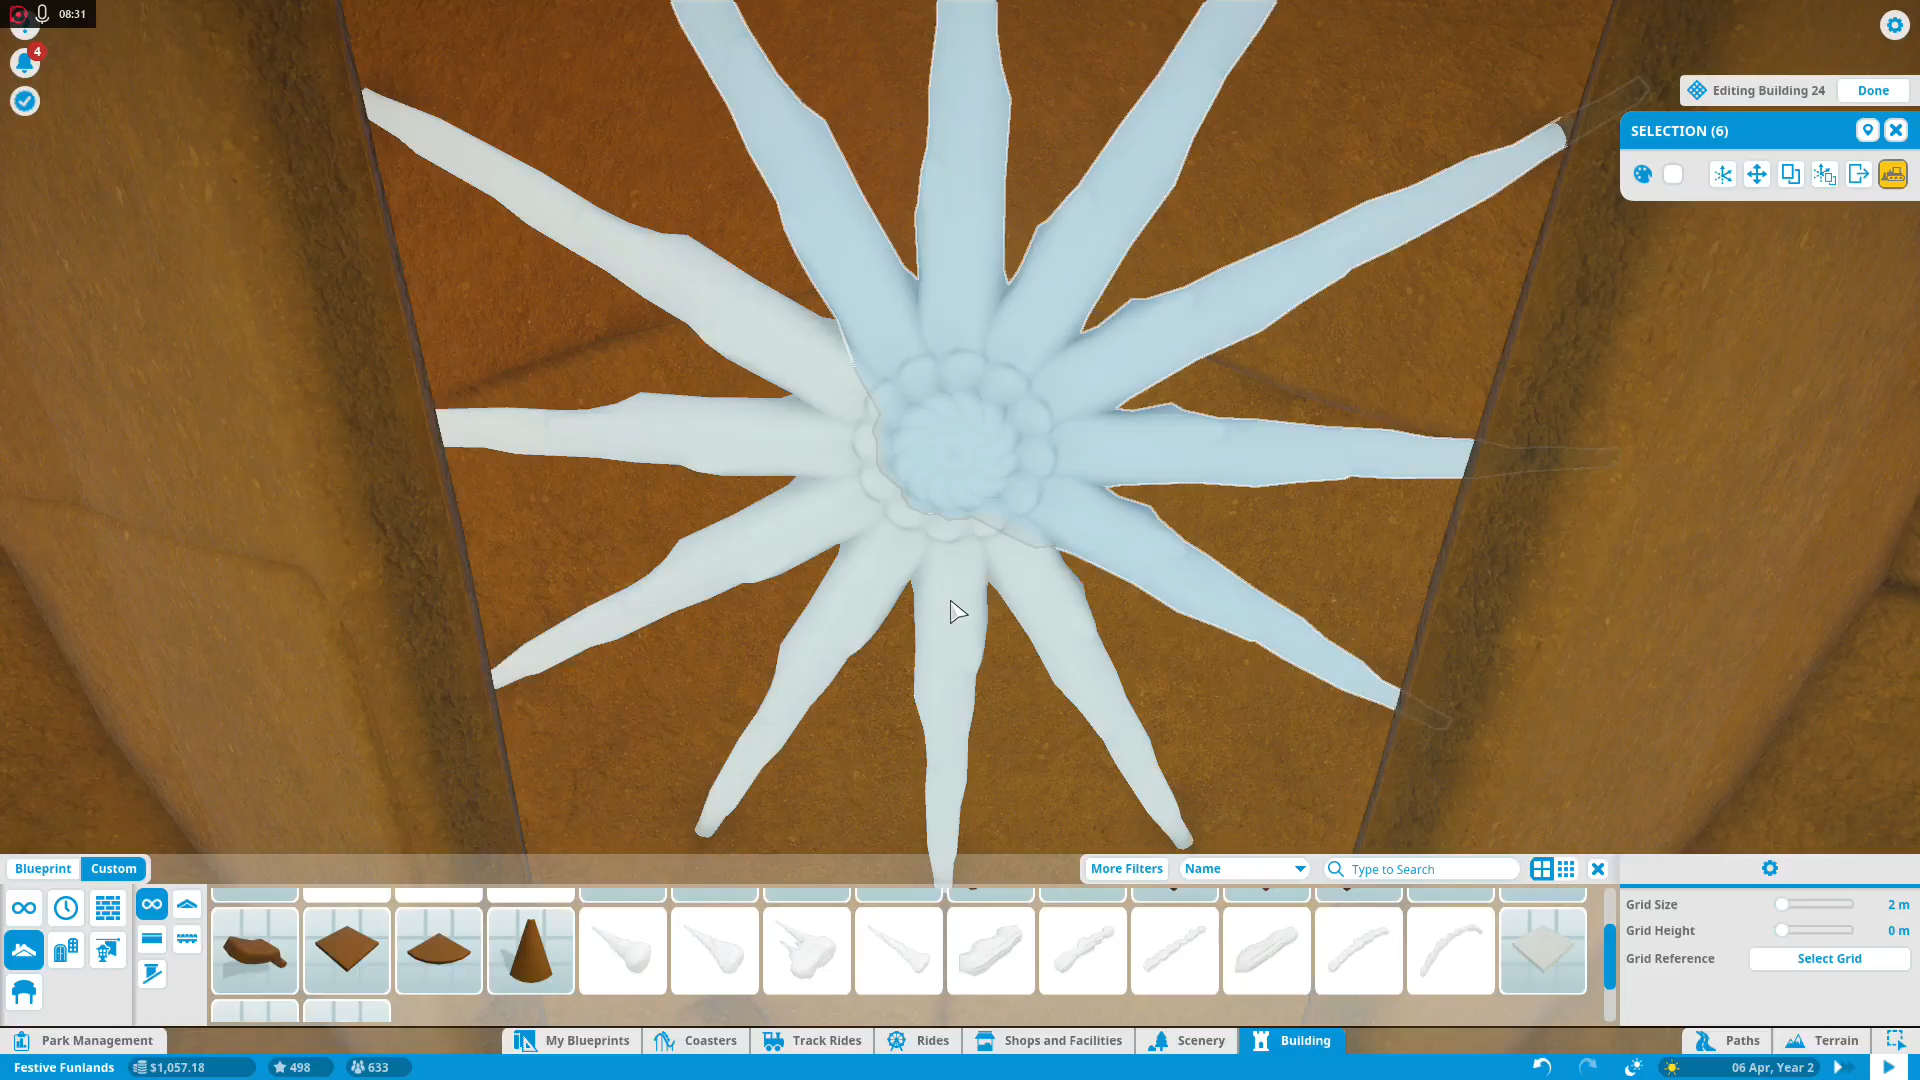 08:31
4
Editing Building 24
Done
SELECTION (6)
Blueprint
Custom
More Filters
Name
Type to Search
Grid Size
2 m
Grid Height
0 m
Grid Reference
Select Grid
Park Management
My Blueprints
Coasters
Track Rides
Rides
Shops and Facilities
Scenery
Building
Paths
Terrain
Festive Funlands
$1,057.18
498
633
06 Apr, Year 2